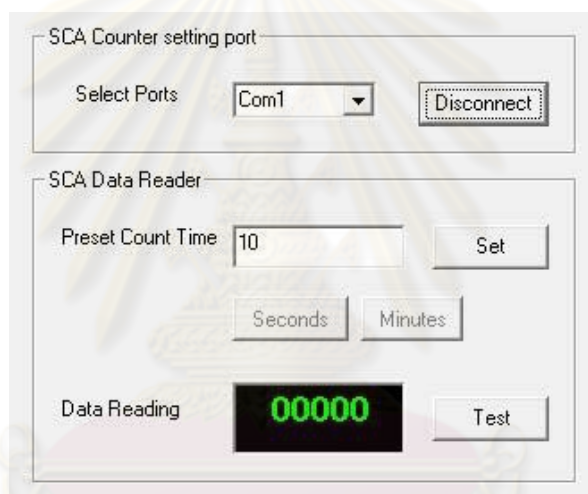 SCA Counter setting port
Select Ports Com1 Disconnect
SCA Data Reader
Preset Count Time 10 Set
Seconds Minutes
Data Reading 00000 Test